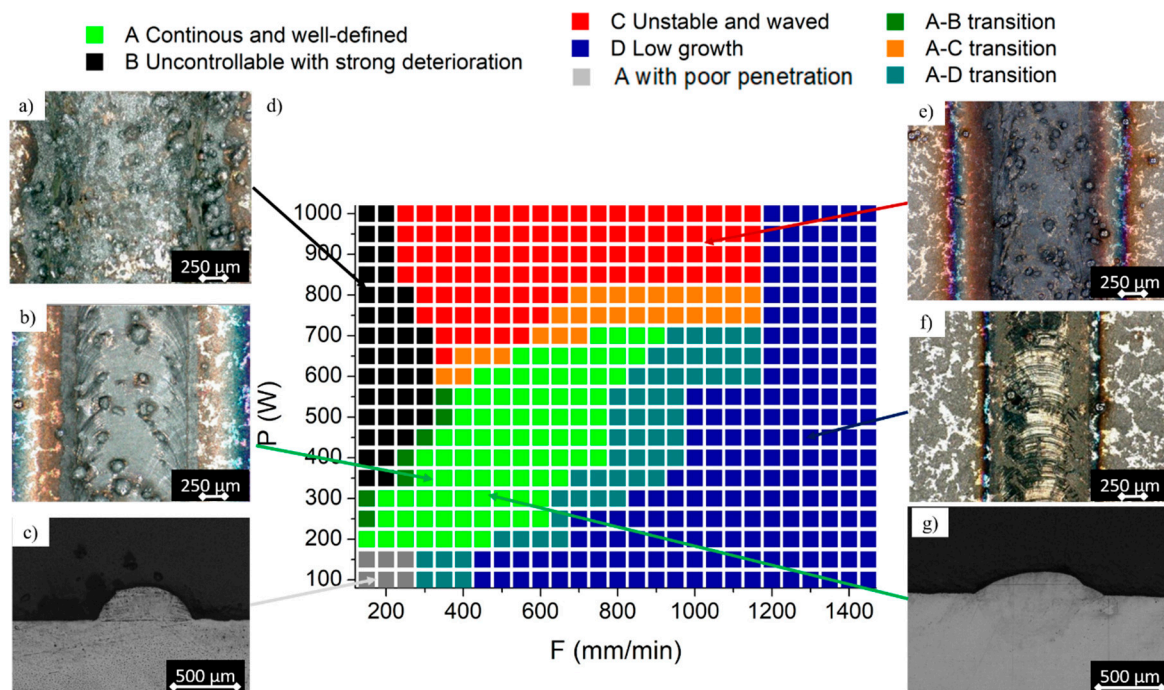 A Continous and well-defined
B Uncontrollable with strong deterioration
C Unstable and waved
D Low growth
A with poor penetration
A-B transition
A-C transition
A-D transition
a)
250 µm
b)
250 µm
c)
500 µm
d)
1000
900
800
700
600
500
400
300
200
100
P (W)
200 400 600 800 1000 1200 1400
F (mm/min)
e)
250 µm
f)
250 µm
g)
500 µm